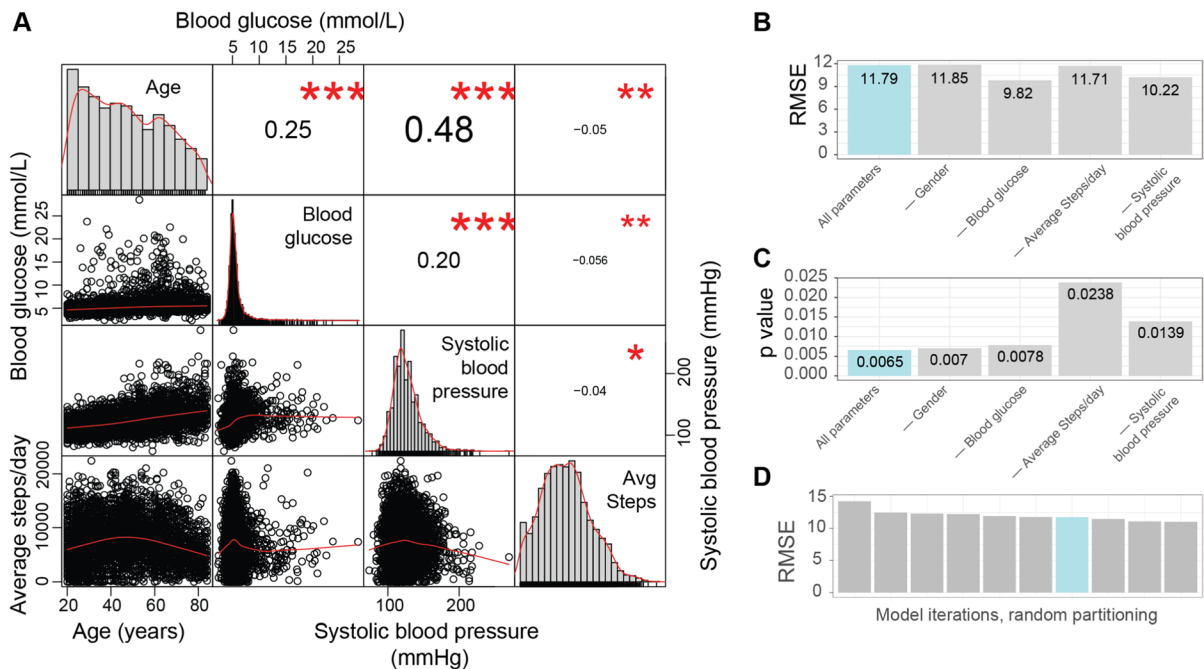 A
Blood glucose (mmol/L)
5 10 15 20 25
Age
***
0.25
***
0.48
**
−0.05
Blood glucose (mmol/L)
25
20
15
10
5
Blood
glucose
***
0.20
**
−0.056
Systolic
blood
pressure
*
−0.04
Systolic blood pressure (mmHg)
200
100
Average steps/day
20000
10000
0
Avg
Steps
20 40 60 80
Age (years)
100 200
Systolic blood pressure
(mmHg)
B
RMSE
12
9
6
3
0
11.79
11.85
9.82
11.71
10.22
All parameters
— Gender
— Blood glucose
— Average Steps/day
— Systolic
blood pressure
C
p value
0.025
0.020
0.015
0.010
0.005
0.000
0.0065
0.007
0.0078
0.0238
0.0139
All parameters
— Gender
— Blood glucose
— Average Steps/day
— Systolic
blood pressure
D
RMSE
15
10
5
0
Model iterations, random partitioning